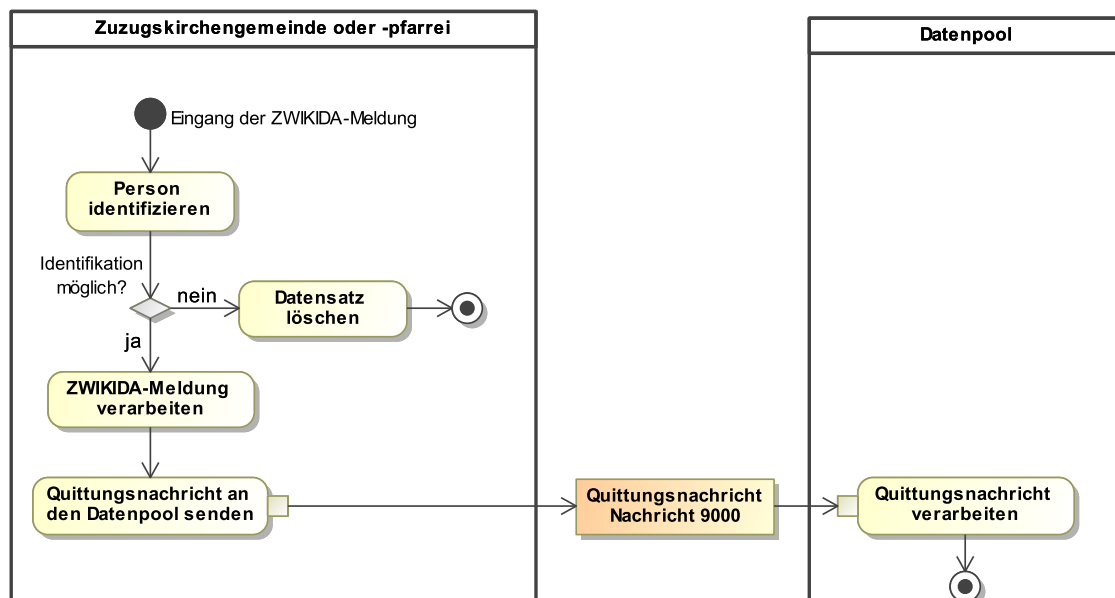 Zuzugskirchengemeinde oder -pfarrei
Datenpool
Eingang der ZWIKIDA-Meldung
Person
identifizieren
Identifikation
möglich?
nein
Datensatz
löschen
ja
ZWIKIDA-Meldung
verarbeiten
Quittungsnachricht an
den Datenpool senden
Quittungsnachricht
Nachricht 9000
Quittungsnachricht
verarbeiten